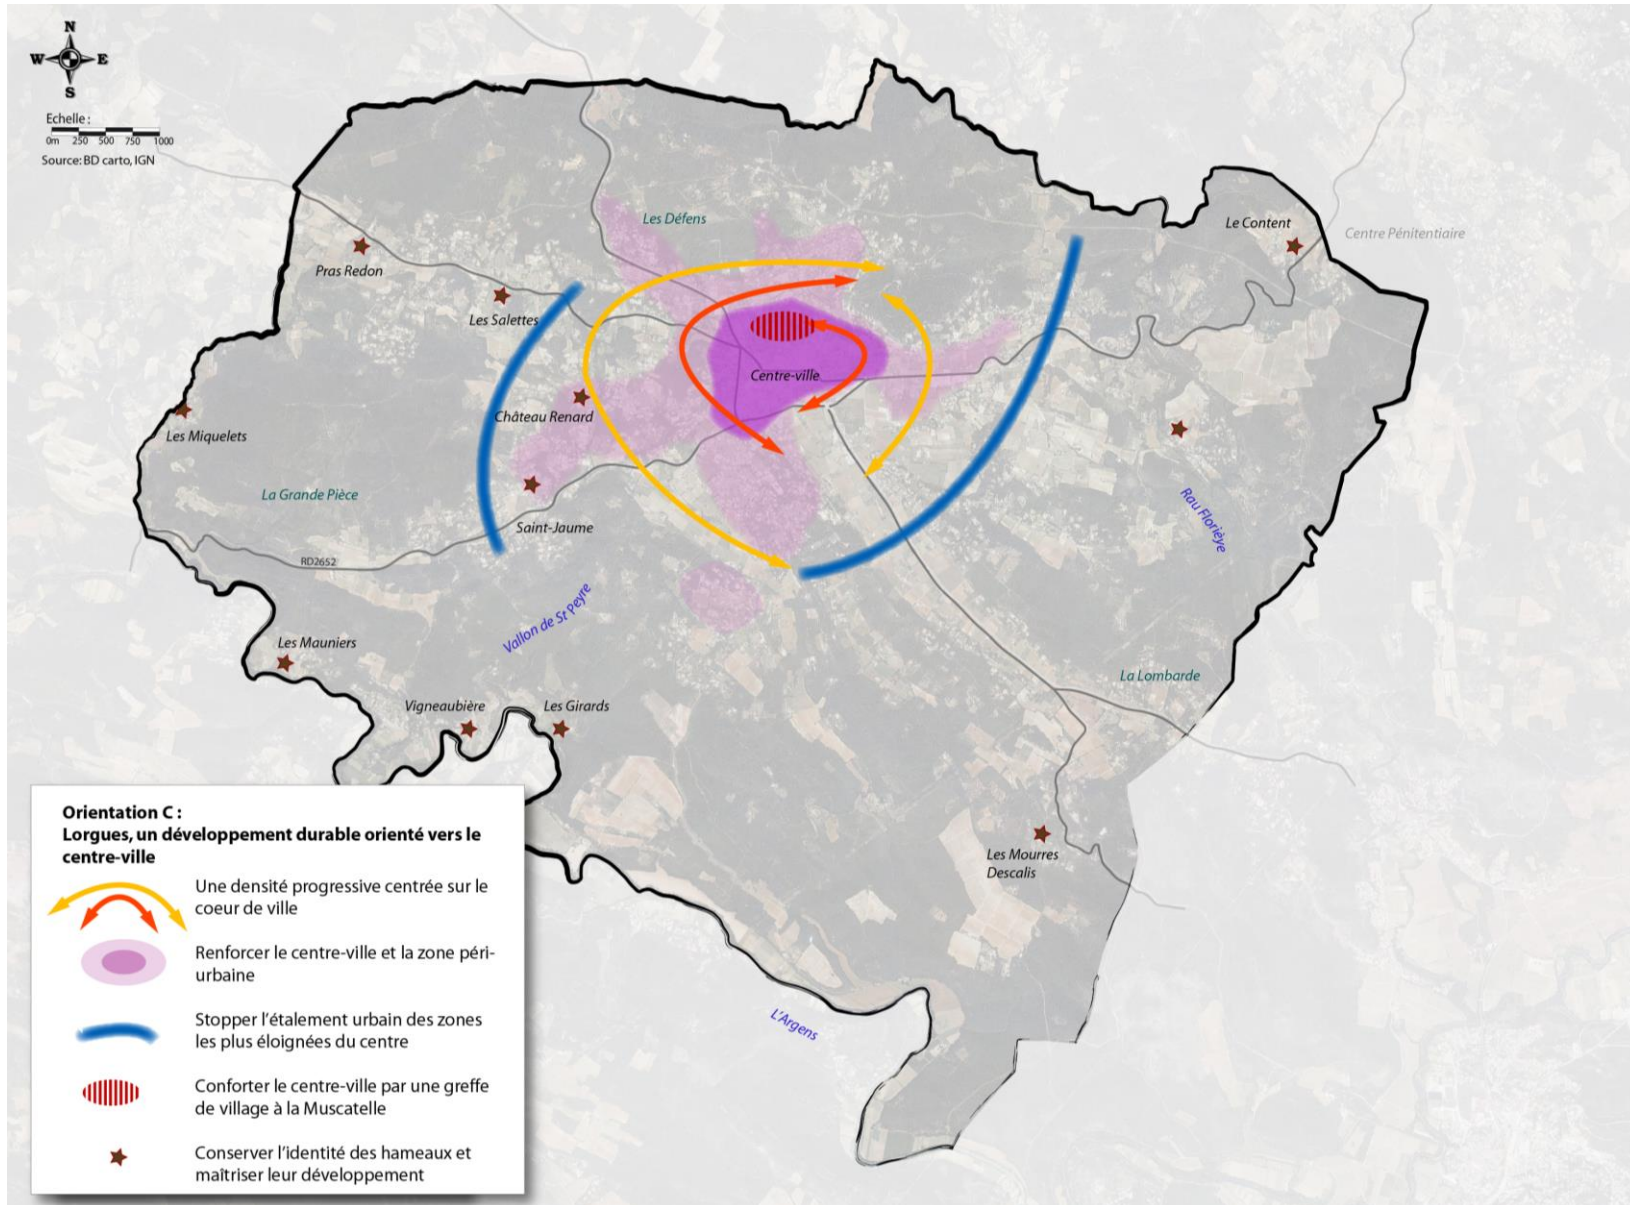 N
W E
S
Echelle :
0m 250 500 750 1000
Source: BD carto, IGN
Les Défens
Le Content
Centre Pénitentiaire
Pras Redon
Les Salettes
Centre-ville
Château Renard
Les Miquelets
La Grande Pièce
Saint-Jaume
Rau Florièye
RD2652
Vallon de St Peyre
Les Mauniers
La Lombarde
Vigneaubière
Les Girards
Les Mourres
Descalis
L'Argens
Orientation C :
Lorgues, un développement durable orienté vers le
centre-ville
Une densité progressive centrée sur le
coeur de ville
Renforcer le centre-ville et la zone péri-
urbaine
Stopper l'étalement urbain des zones
les plus éloignées du centre
Conforter le centre-ville par une greffe
de village à la Muscatelle
Conserver l'identité des hameaux et
maîtriser leur développement